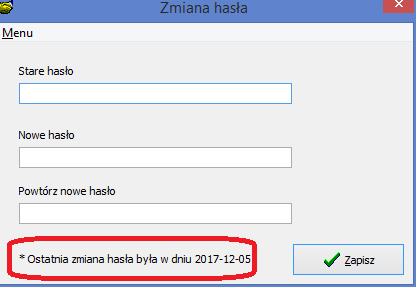 Zmiana hasła
Menu
Stare hasło
Nowe hasło
Powtórz nowe hasło
* Ostatnia zmiana hasła była w dniu 2017-12-05
Zapisz